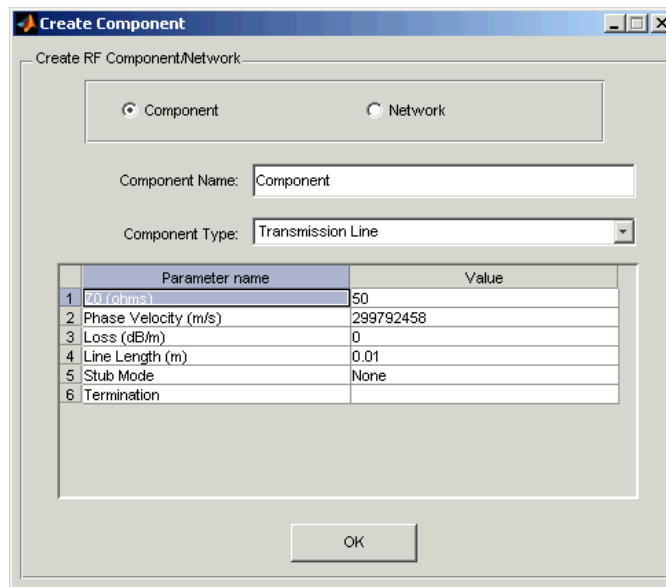 Create Component
Create RF Component/Network
Component Network
Component Name: Component
Component Type: Transmission Line
Parameter name Value
1 Z0 (ohms) 50
2 Phase Velocity (m/s) 299792458
3 Loss (dB/m) 0
4 Line Length (m) 0.01
5 Stub Mode None
6 Termination
OK